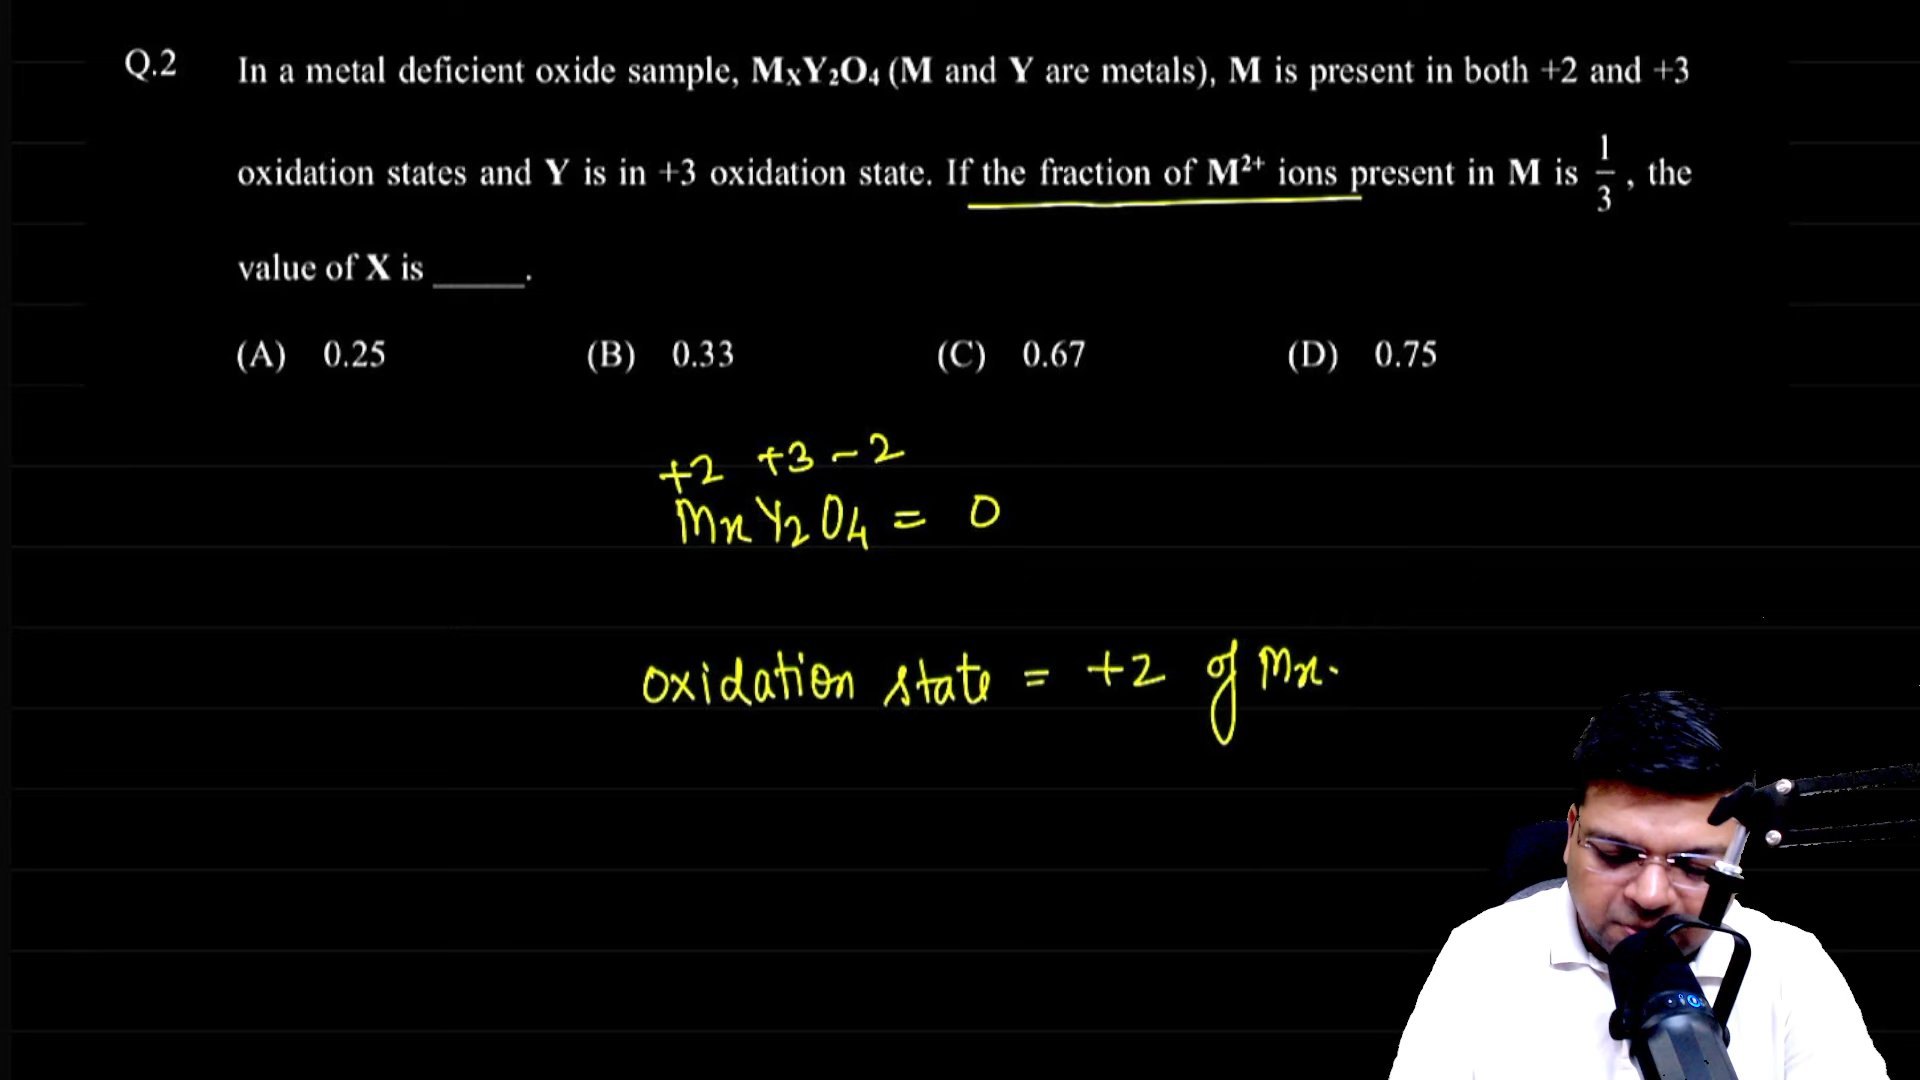 Q.2 In a metal deficient oxide sample, MₓY₂O₄ (M and Y are metals), M is present in both +2 and +3
oxidation states and Y is in +3 oxidation state. If the fraction of M²⁺ ions present in M is 1/3, the
value of X is _____.
(A) 0.25 (B) 0.33 (C) 0.67 (D) 0.75
+2 +3 -2
Mx Y₂ O₄ = 0
oxidation state = +2 of Mx.